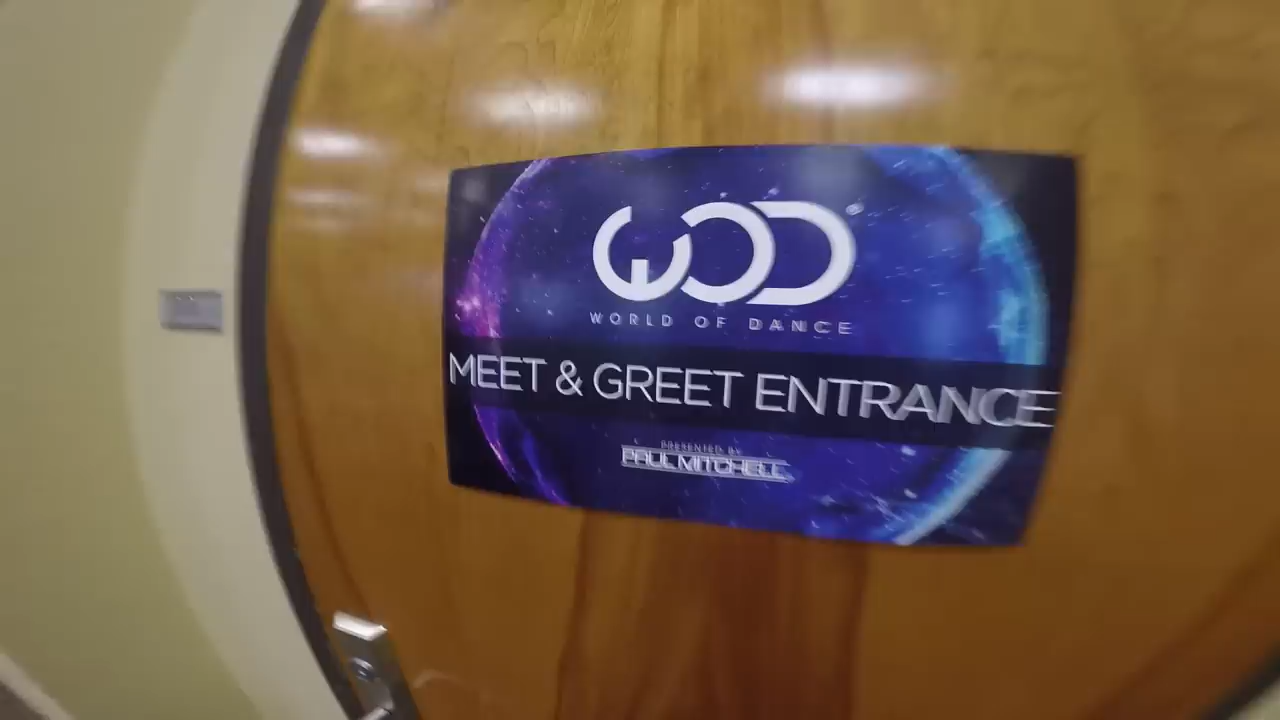 WOD
WORLD OF DANCE
MEET & GREET ENTRANCE
PRESENTED BY
PAUL MITCHELL